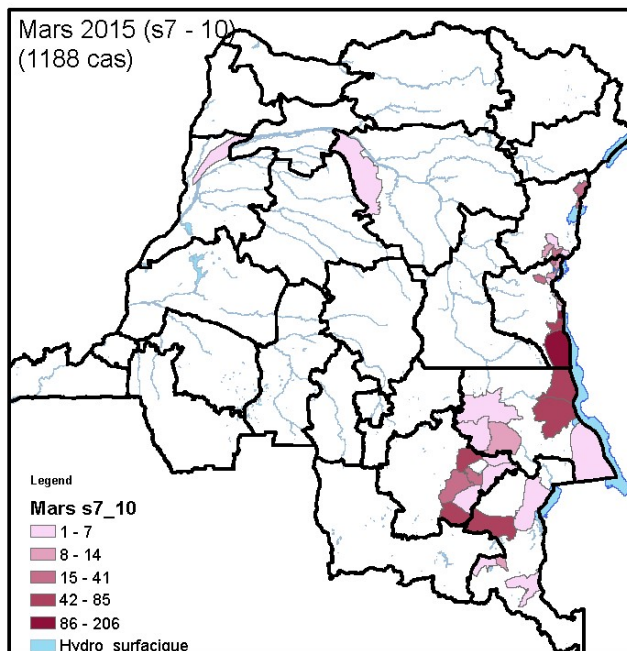 Mars 2015 (s7 - 10)
(1188 cas)
Legend
Mars s7_10
1 - 7
8 - 14
15 - 41
42 - 85
86 - 206
Hydro_surfacique